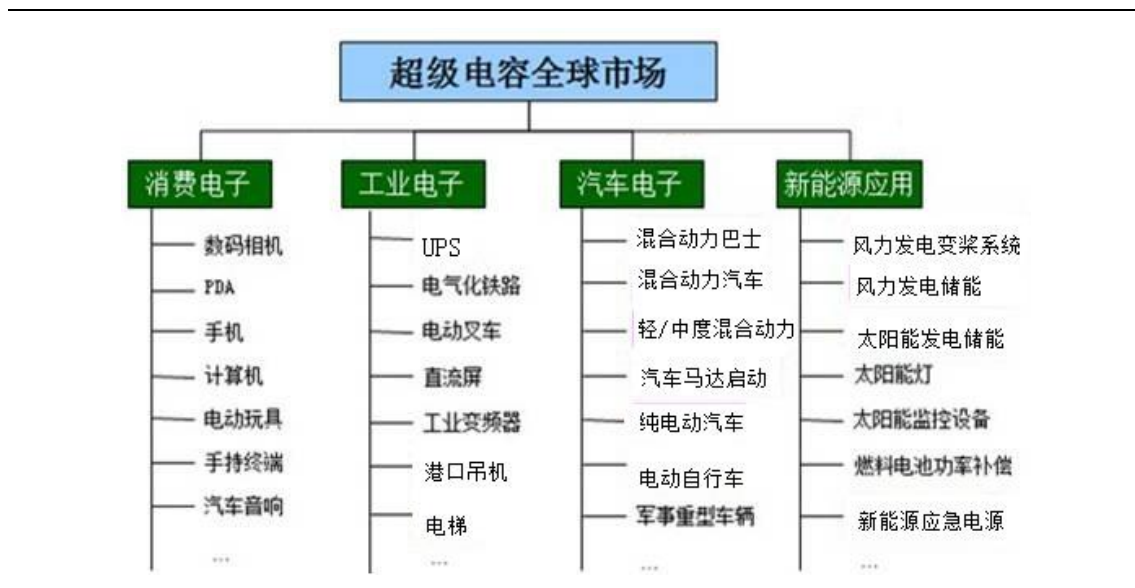 超级电容全球市场
消费电子
数码相机
PDA
手机
计算机
电动玩具
手持终端
汽车音响
...
工业电子
UPS
电气化铁路
电动叉车
直流屏
工业变频器
港口吊机
电梯
...
汽车电子
混合动力巴士
混合动力汽车
轻/中度混合动力
汽车马达启动
纯电动汽车
电动自行车
军事重型车辆
...
新能源应用
风力发电变桨系统
风力发电储能
太阳能发电储能
太阳能灯
太阳能监控设备
燃料电池功率补偿
新能源应急电源
...